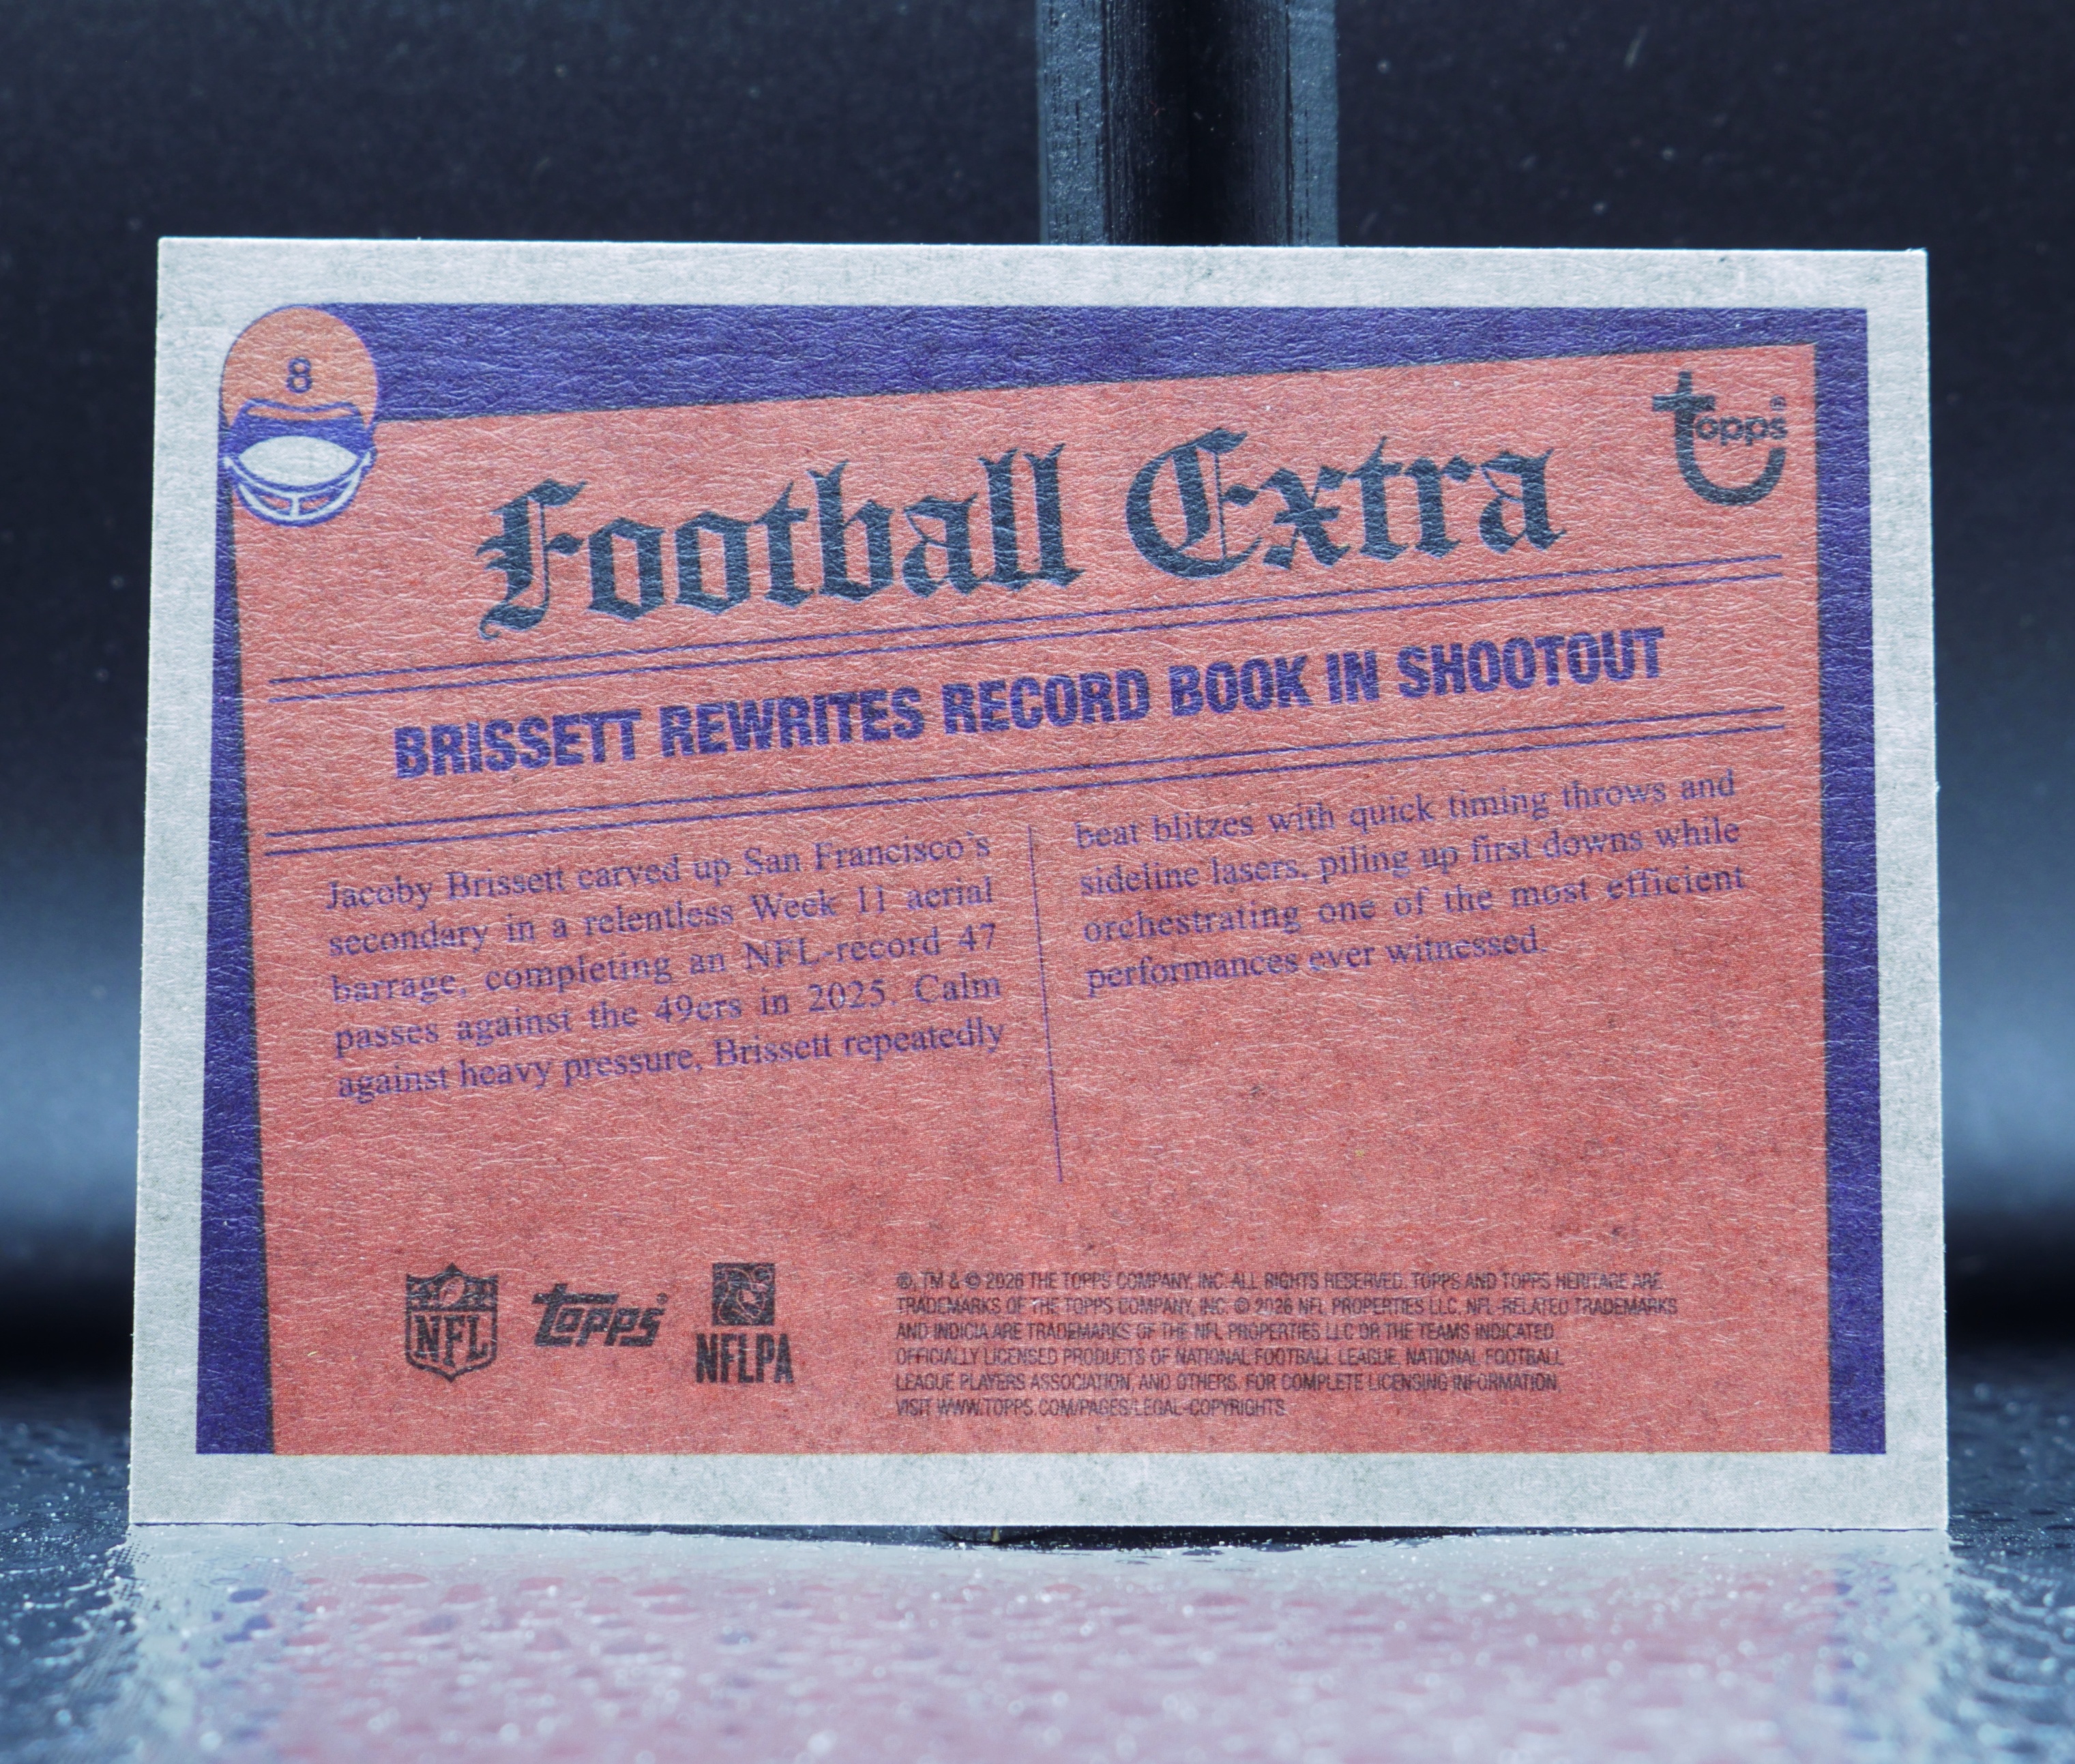 8
topps®
Football Extra
BRISSETT REWRITES RECORD BOOK IN SHOOTOUT
Jacoby Brissett carved up San Francisco's
secondary in a relentless Week 11 aerial
barrage, completing an NFL-record 47
passes against the 49ers in 2025. Calm
against heavy pressure, Brissett repeatedly
beat blitzes with quick timing throws and
sideline lasers, piling up first downs while
orchestrating one of the most efficient
performances ever witnessed.
NFL
topps®
NFLPA
®, TM & © 2026 THE TOPPS COMPANY, INC. ALL RIGHTS RESERVED. TOPPS AND TOPPS HERITAGE ARE
TRADEMARKS OF THE TOPPS COMPANY, INC. © 2026 NFL PROPERTIES LLC. NFL-RELATED TRADEMARKS
AND INDICIA ARE TRADEMARKS OF THE NFL PROPERTIES LLC OR THE TEAMS INDICATED.
OFFICIALLY LICENSED PRODUCTS OF NATIONAL FOOTBALL LEAGUE, NATIONAL FOOTBALL
LEAGUE PLAYERS ASSOCIATION, AND OTHERS. FOR COMPLETE LICENSING INFORMATION,
VISIT WWW.TOPPS.COM/PAGES/LEGAL-COPYRIGHTS.